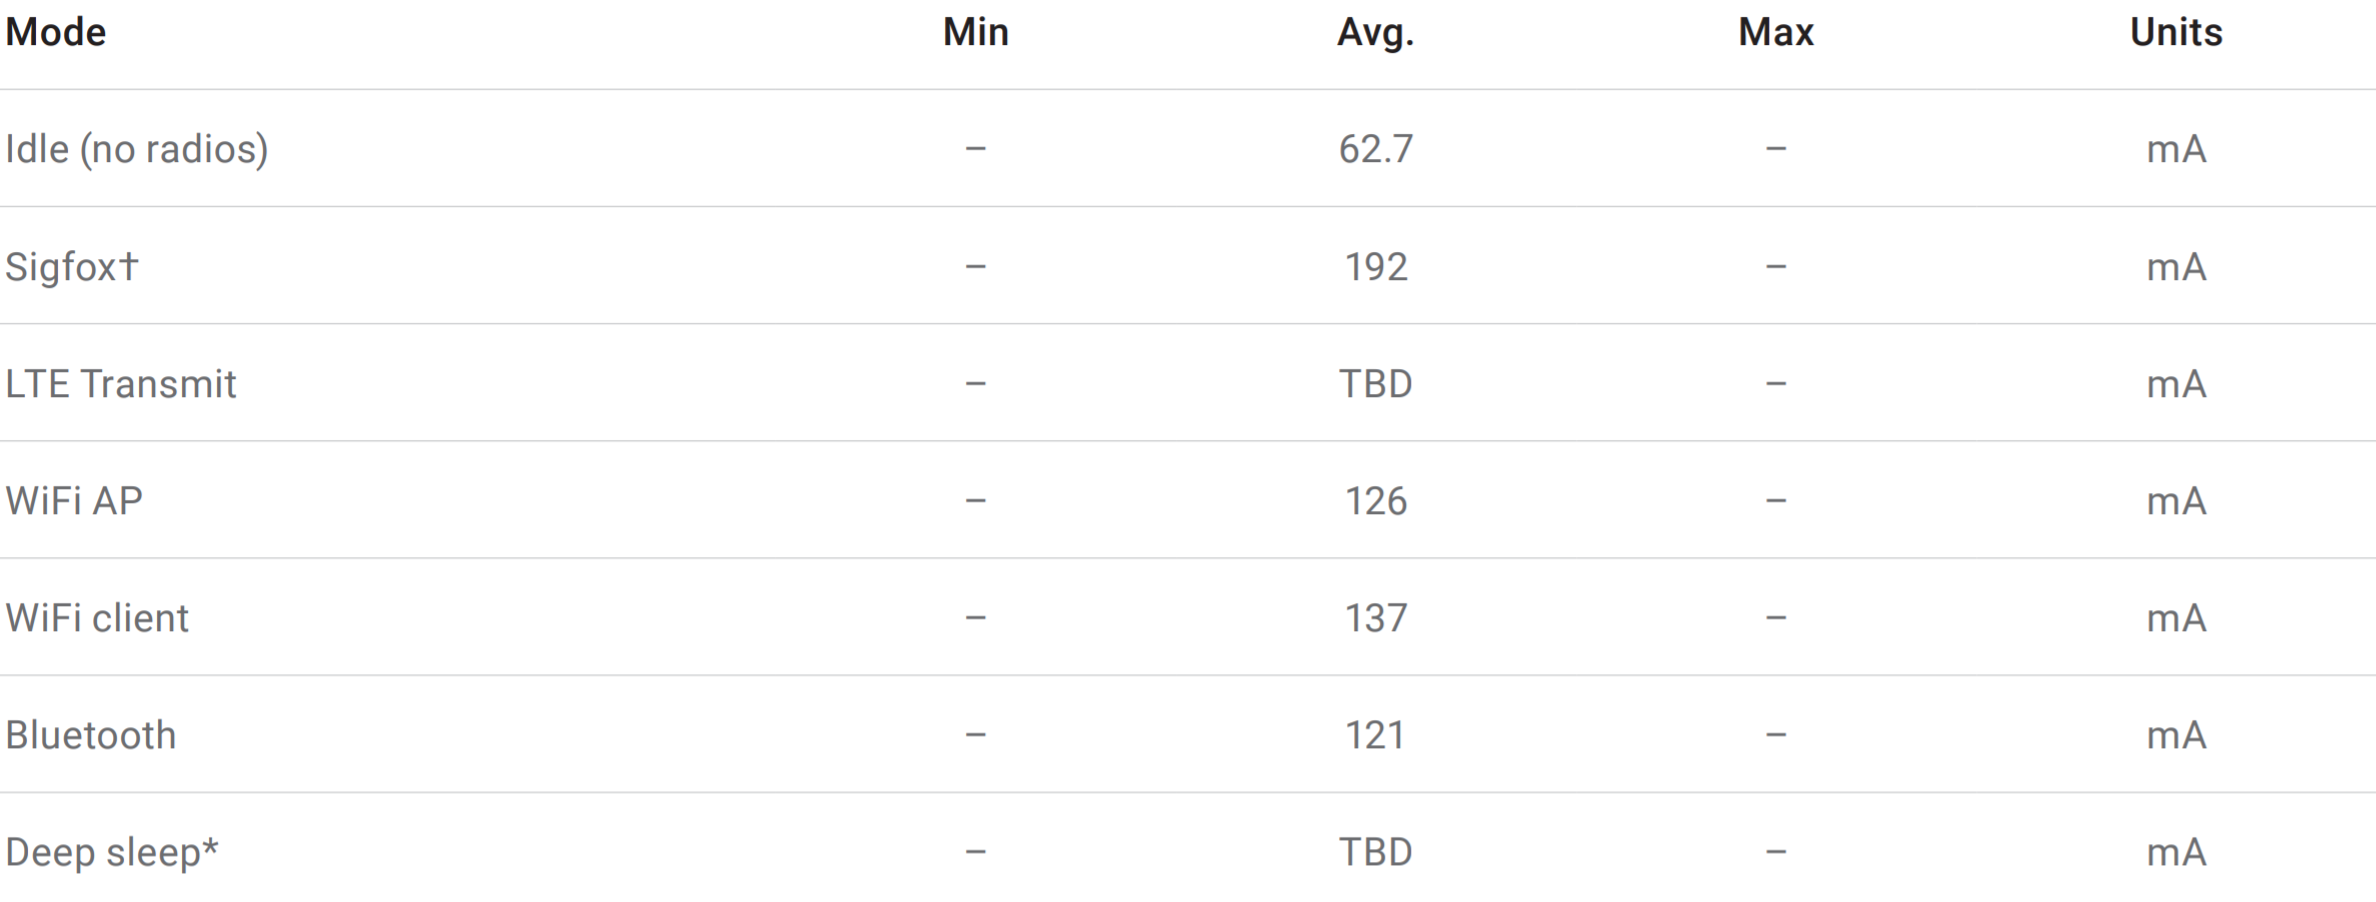 Mode Min Avg. Max Units
Idle (no radios) – 62.7 – mA
Sigfox† – 192 – mA
LTE Transmit – TBD – mA
WiFi AP – 126 – mA
WiFi client – 137 – mA
Bluetooth – 121 – mA
Deep sleep* – TBD – mA